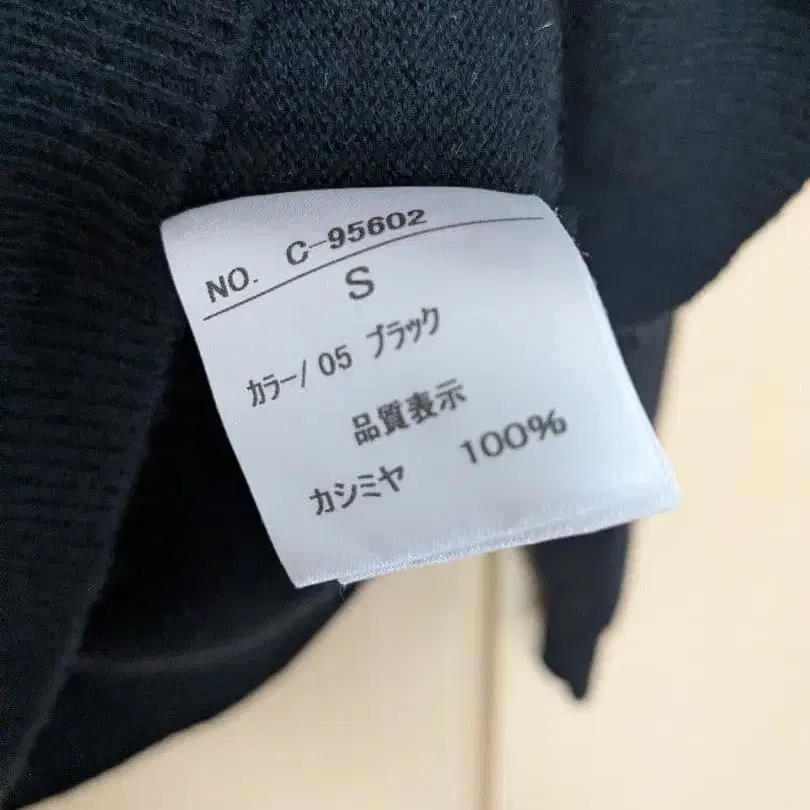 NO. C-95602
S
カラー/ 05 ブラック
品質表示
カシミヤ 100%